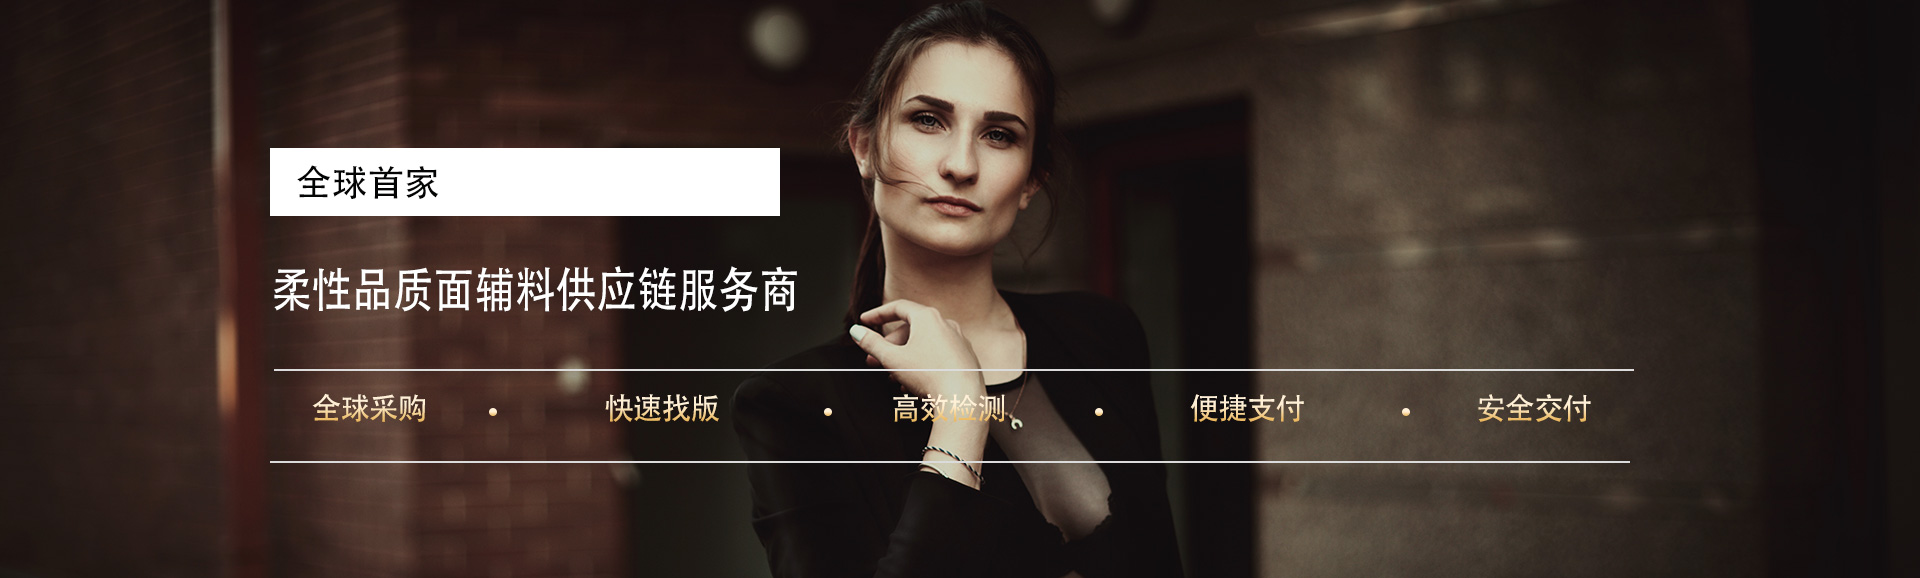 全球首家
柔性品质面辅料供应链服务商
全球采购 • 快速找版 • 高效检测 • 便捷支付 • 安全交付